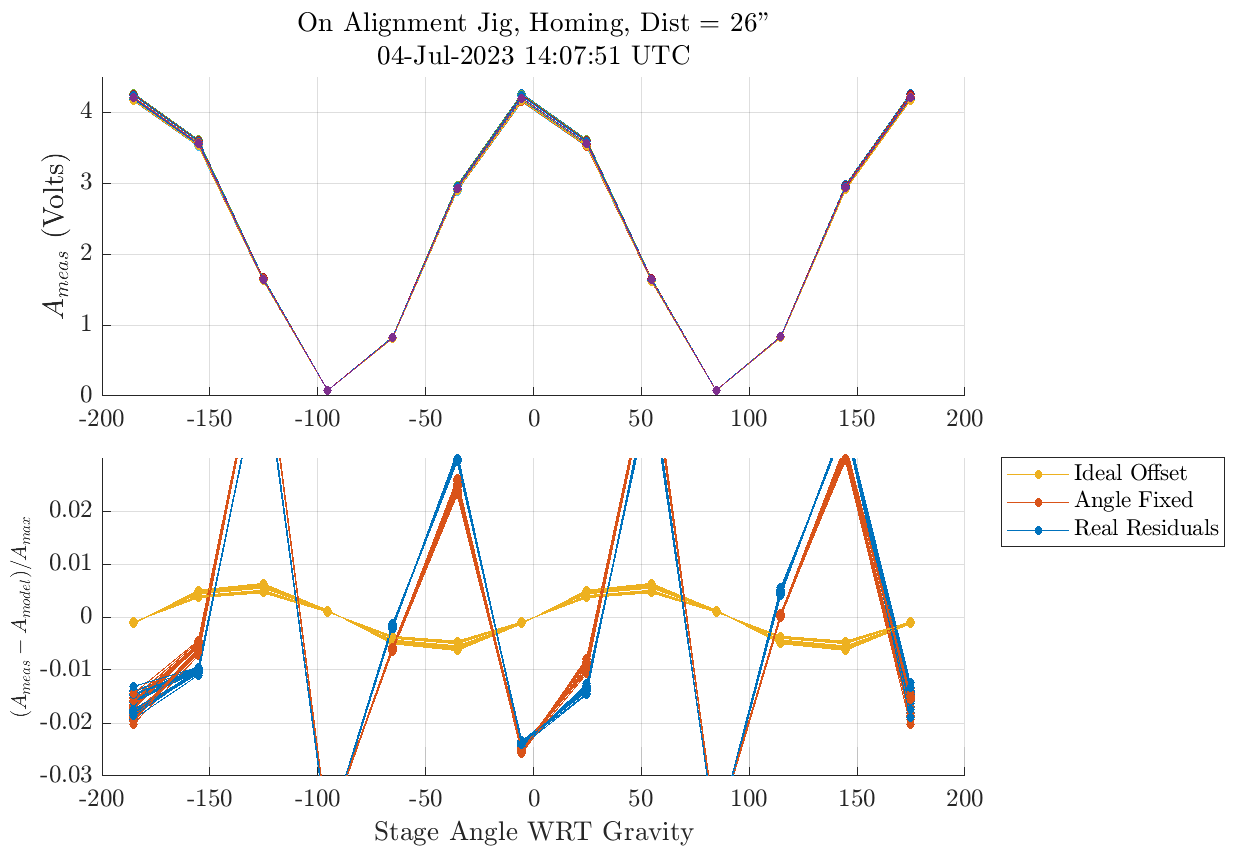 On Alignment Jig, Homing, Dist = 26"
04-Jul-2023 14:07:51 UTC
A_{meas} (Volts)
4
3
2
1
0
-200 -150 -100 -50 0 50 100 150 200
(A_{meas} − A_{model})/A_{max}
0.02
0.01
0
-0.01
-0.02
-0.03
-200 -150 -100 -50 0 50 100 150 200
Stage Angle WRT Gravity
Ideal Offset
Angle Fixed
Real Residuals